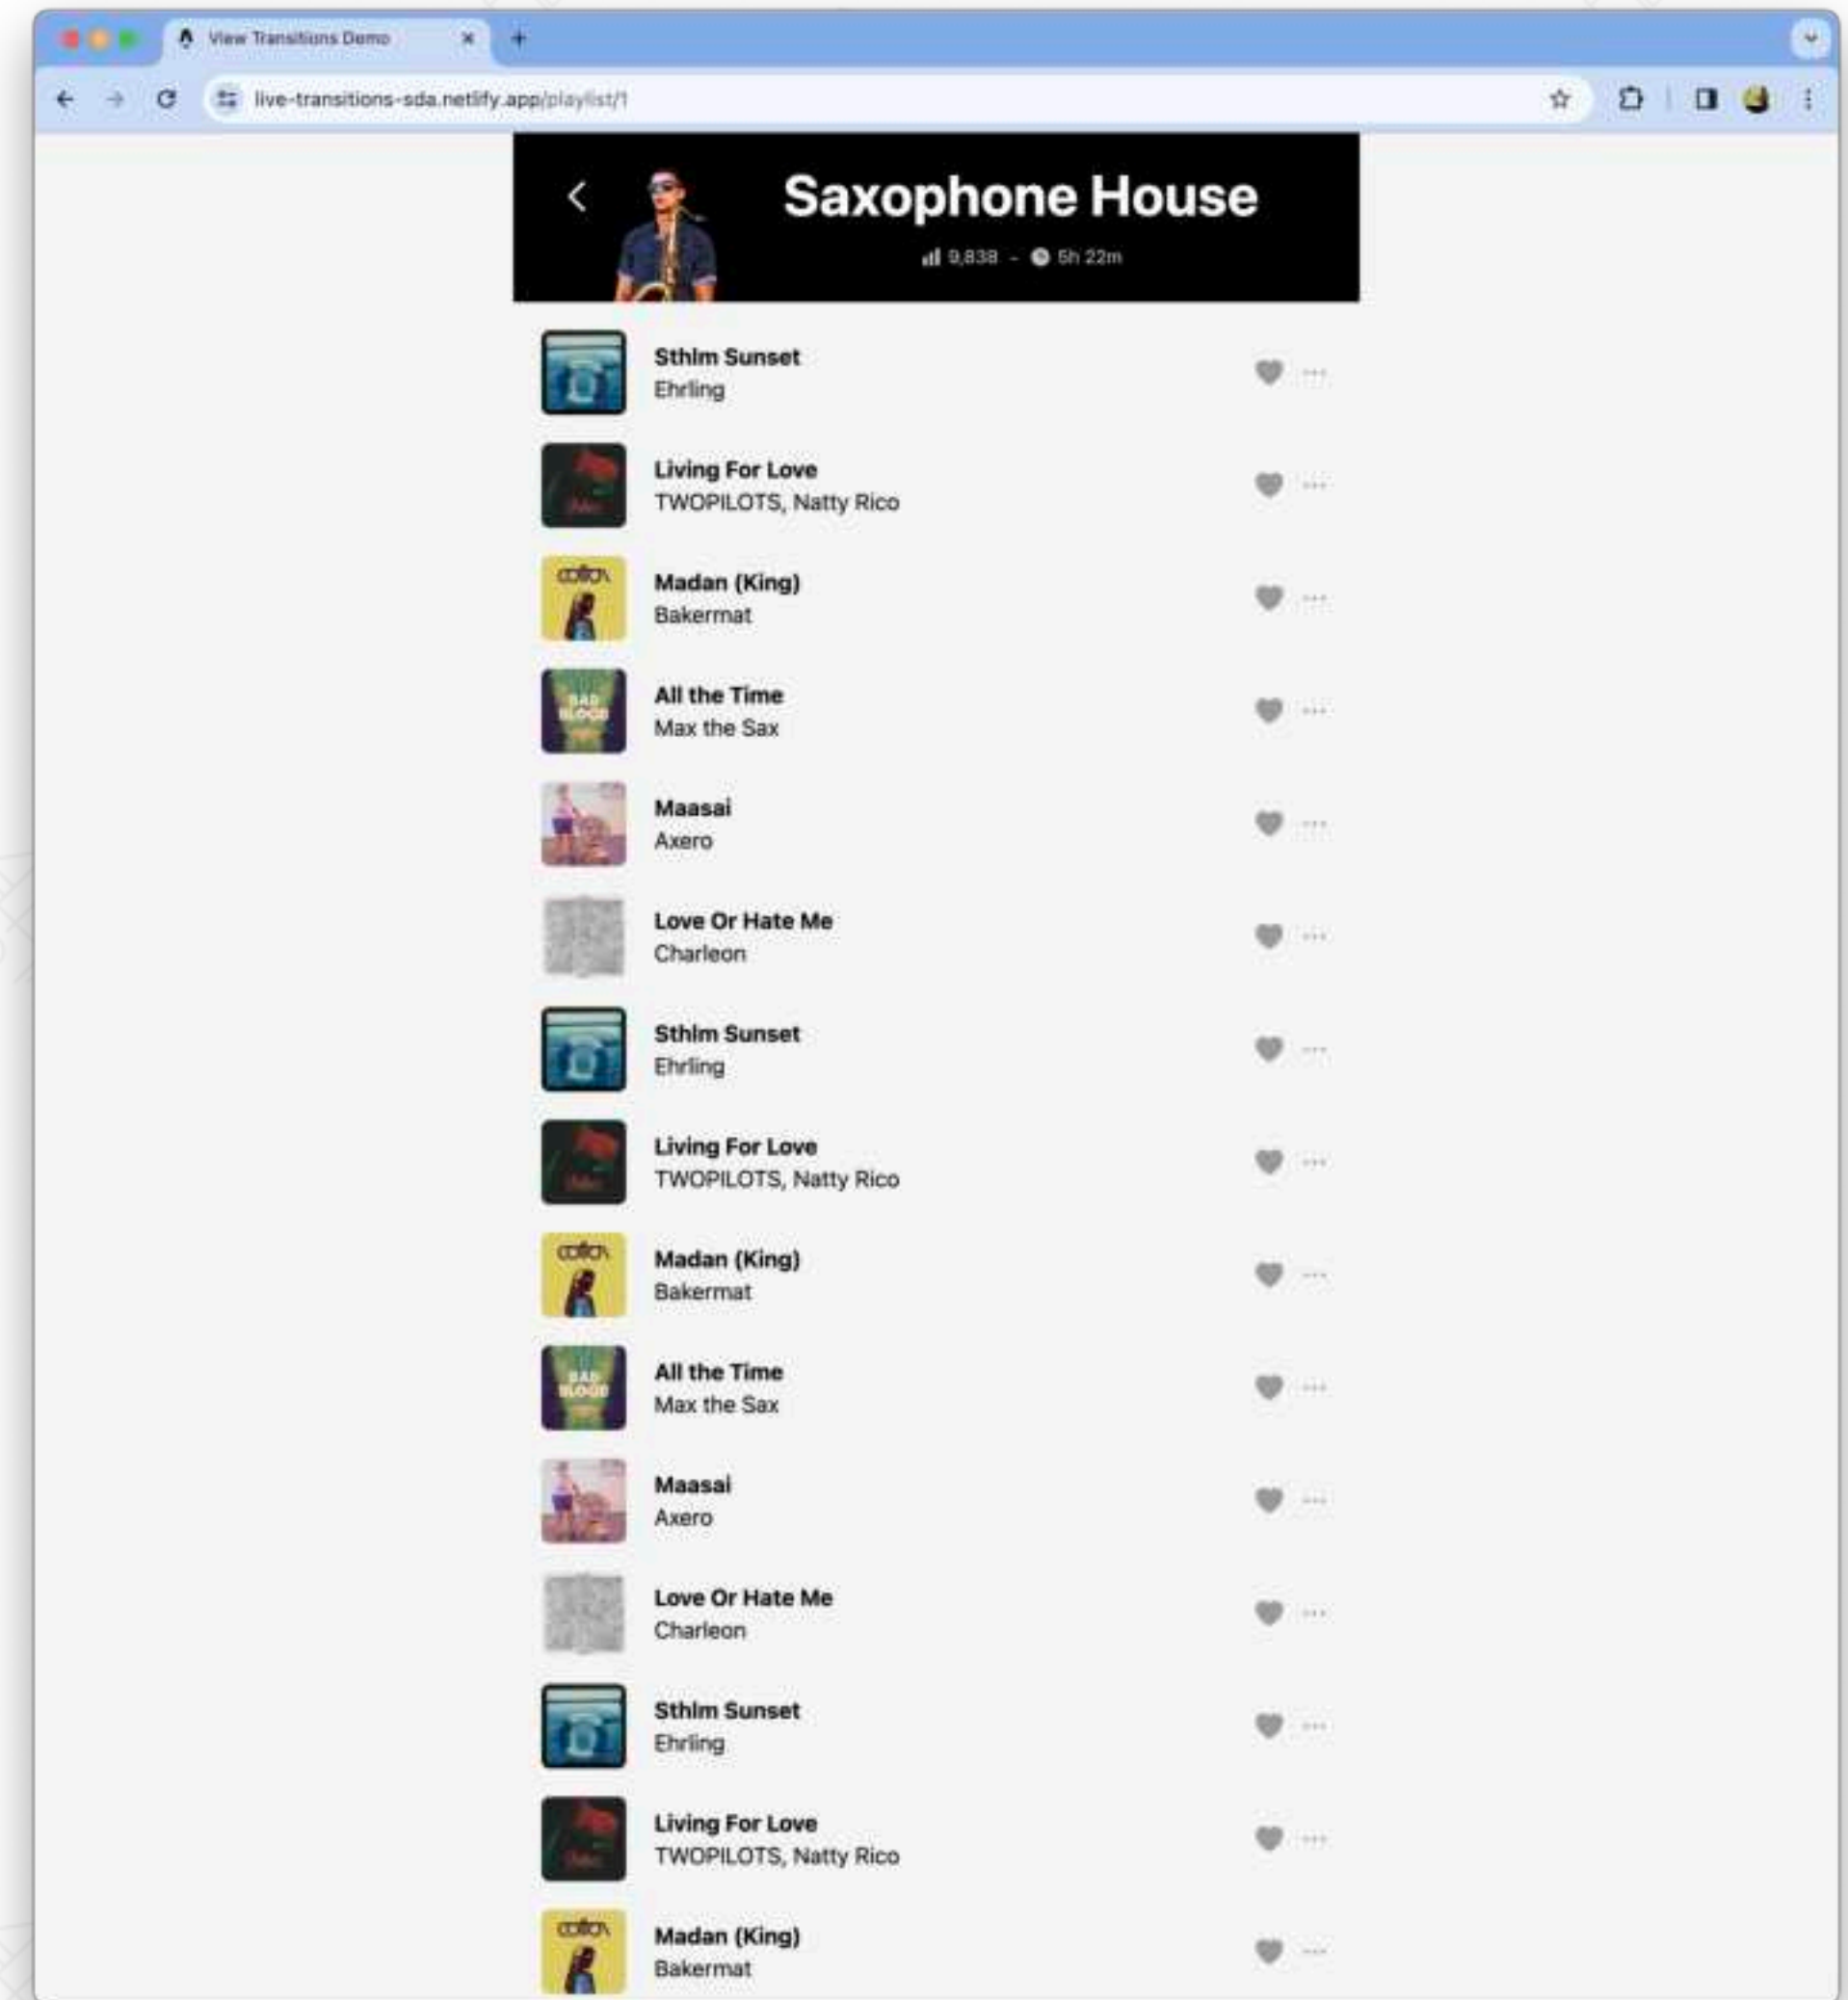 View Transitions Demo
live-transitions-sda.netlify.app/playlist/1
Saxophone House
9,838 - 5h 22m
Sthlm Sunset
Ehrling
Living For Love
TWOPILOTS, Natty Rico
Madan (King)
Bakermat
All the Time
Max the Sax
BAD
BLOOD
Maasai
Axero
Love Or Hate Me
Charleon
Sthlm Sunset
Ehrling
Living For Love
TWOPILOTS, Natty Rico
Madan (King)
Bakermat
All the Time
Max the Sax
BAD
BLOOD
Maasai
Axero
Love Or Hate Me
Charleon
Sthlm Sunset
Ehrling
Living For Love
TWOPILOTS, Natty Rico
Madan (King)
Bakermat